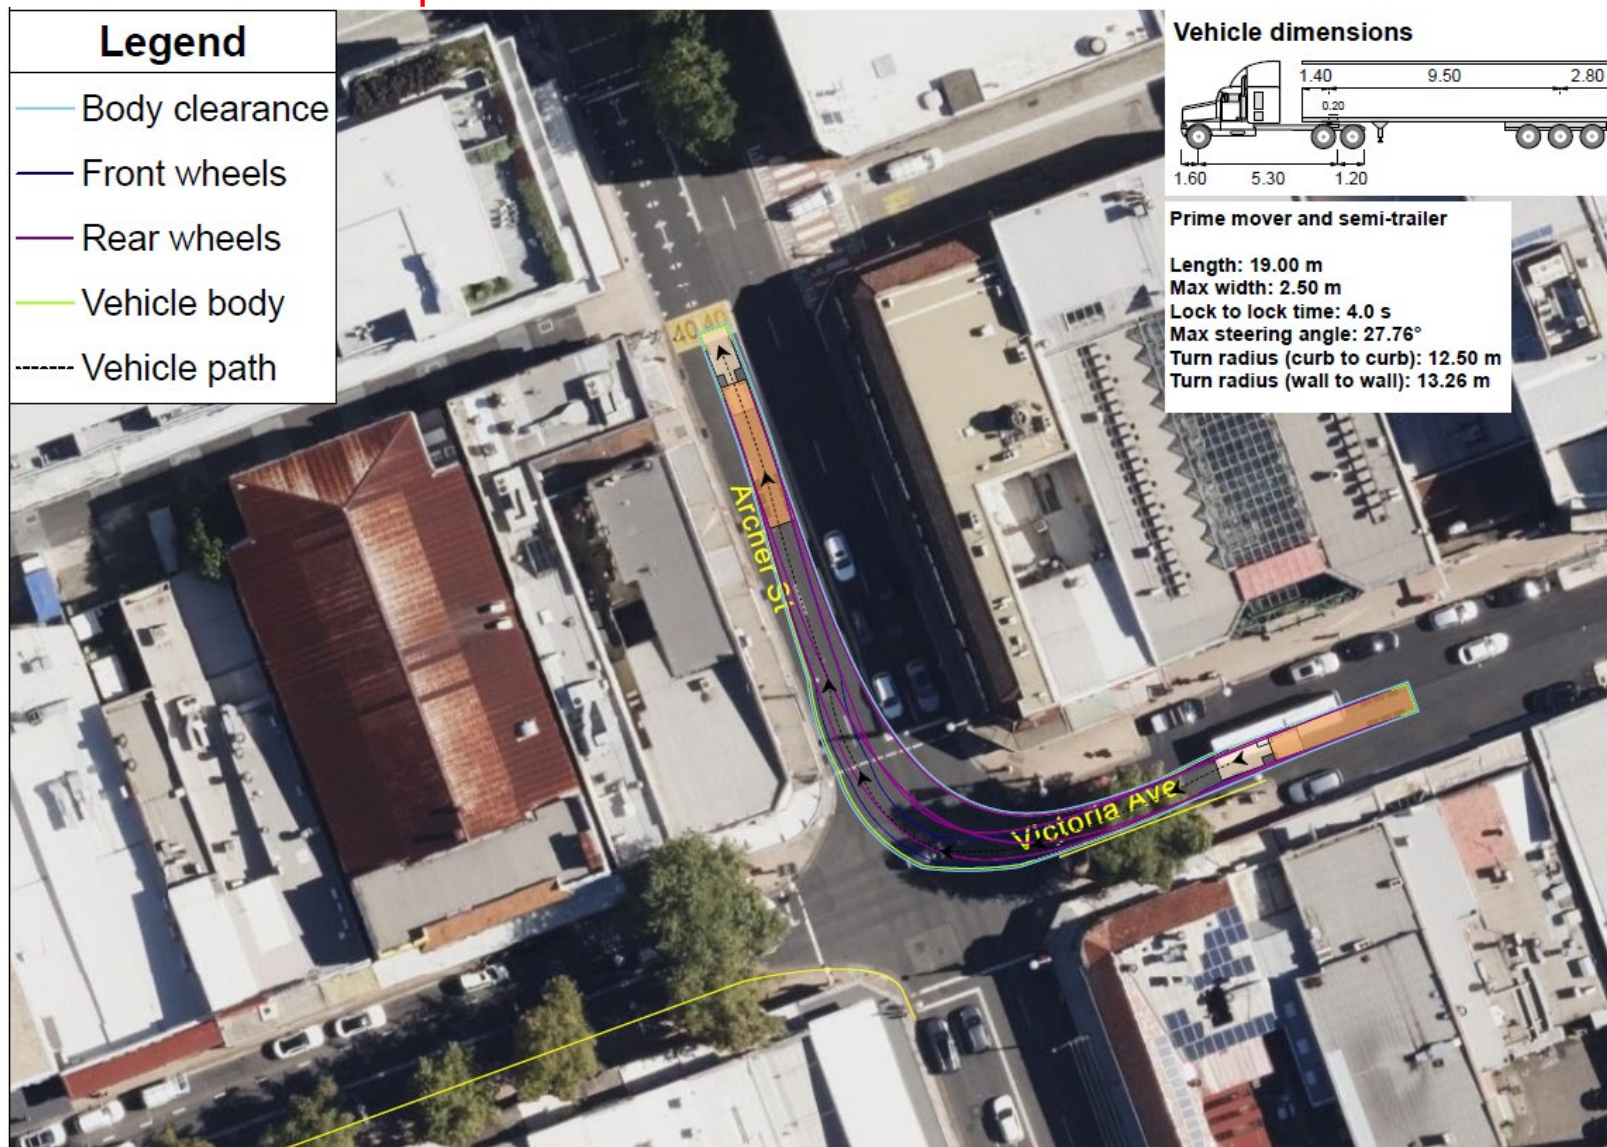 Legend
Body clearance
Front wheels
Rear wheels
Vehicle body
Vehicle path
Vehicle dimensions
1.40 9.50 2.80
0.20
1.60 5.30 1.20
Prime mover and semi-trailer
Length: 19.00 m
Max width: 2.50 m
Lock to lock time: 4.0 s
Max steering angle: 27.76°
Turn radius (curb to curb): 12.50 m
Turn radius (wall to wall): 13.26 m
40 40
Archer St
Victoria Ave